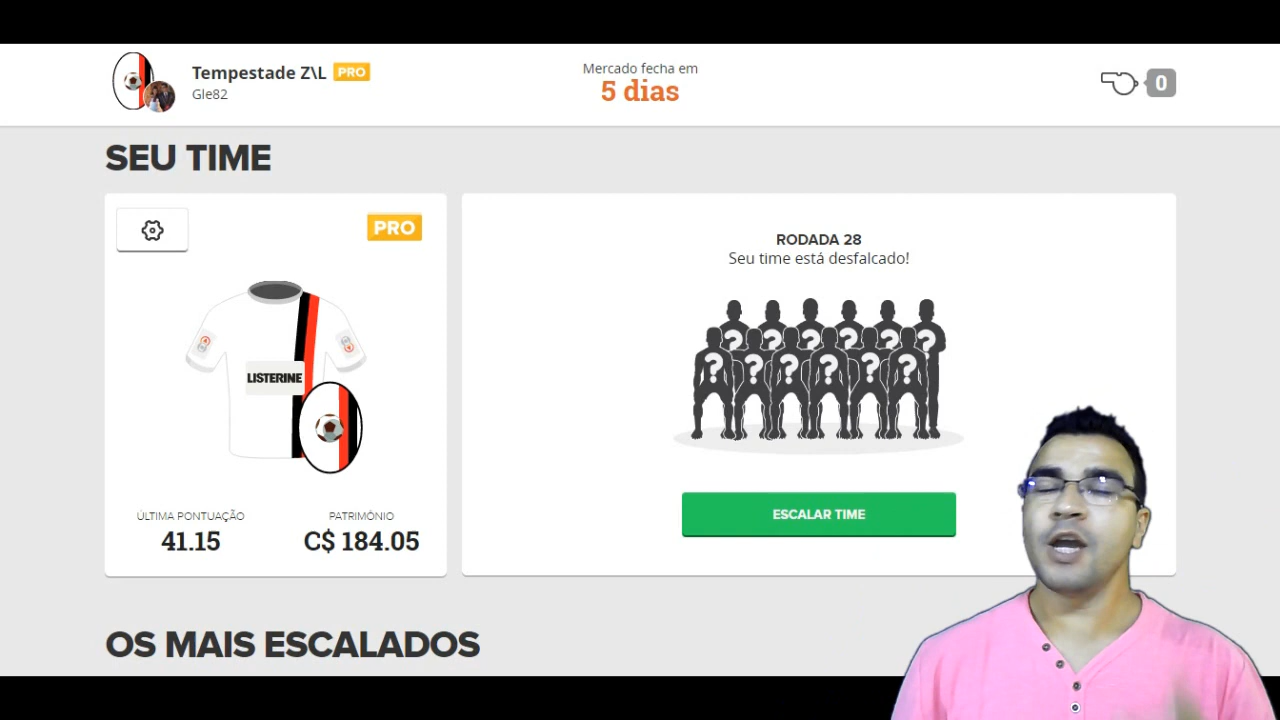 Tempestade Z\L PRO
Gle82
Mercado fecha em
5 dias
0
SEU TIME
PRO
LISTERINE
ÚLTIMA PONTUAÇÃO
41.15
PATRIMÔNIO
C$ 184.05
RODADA 28
Seu time está desfalcado!
? ? ? ? ? ?
? ? ? ? ? ?
ESCALAR TIME
OS MAIS ESCALADOS